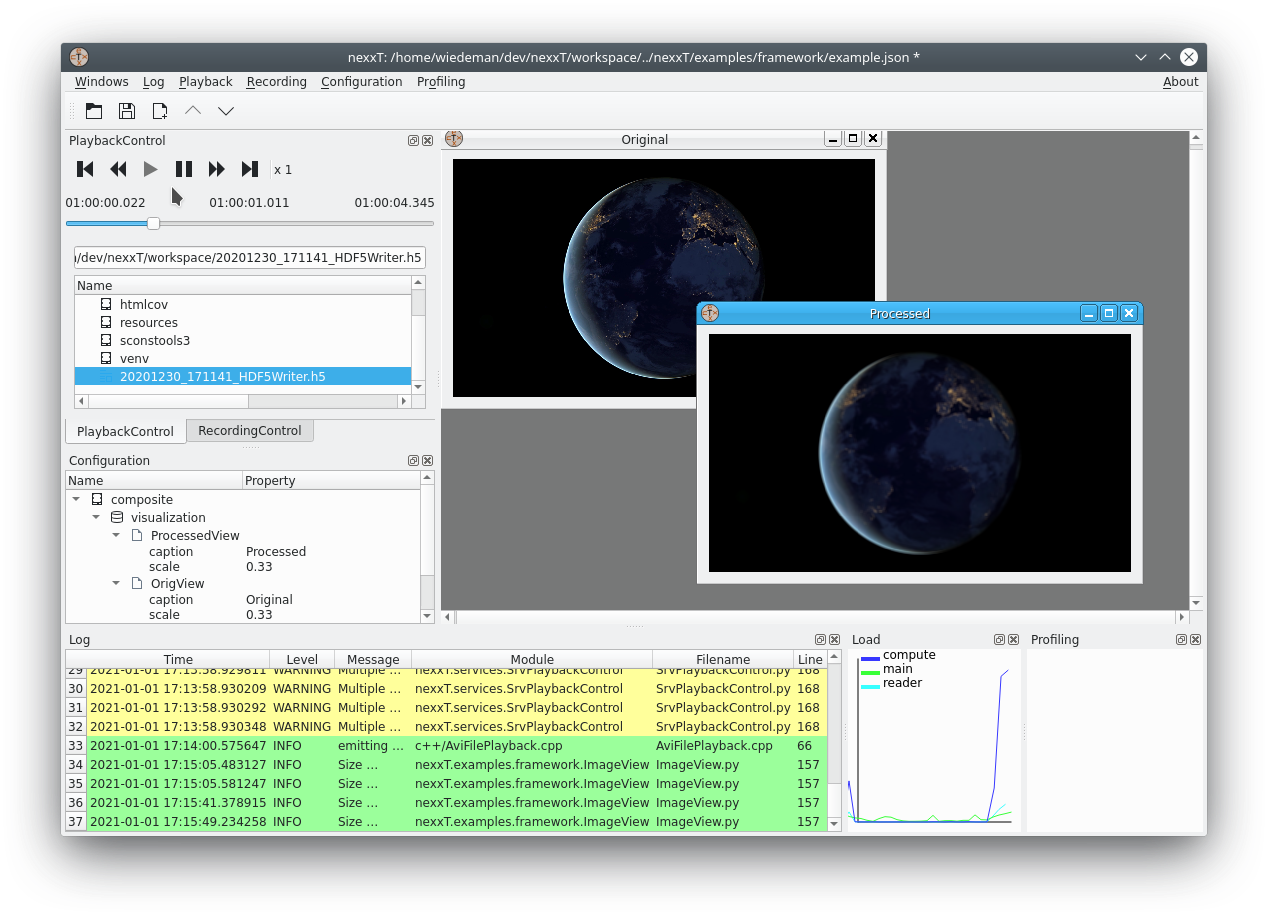 nexxT: /home/wiedeman/dev/nexxT/workspace/../nexxT/examples/framework/example.json *
Windows Log Playback Recording Configuration Profiling About
PlaybackControl
x 1
01:00:00.022 01:00:01.011 01:00:04.345
/dev/nexxT/workspace/20201230_171141_HDF5Writer.h5
Name
htmlcov
resources
sconstools3
venv
20201230_171141_HDF5Writer.h5
PlaybackControl RecordingControl
Configuration
Name Property
composite
visualization
ProcessedView
caption Processed
scale 0.33
OrigView
caption Original
scale 0.33
Original
Processed
Log
Time Level Message Module Filename Line
29 2021-01-01 17:13:58.929811 WARNING Multiple ... nexxT.services.SrvPlaybackControl SrvPlaybackControl.py 168
30 2021-01-01 17:13:58.930209 WARNING Multiple ... nexxT.services.SrvPlaybackControl SrvPlaybackControl.py 168
31 2021-01-01 17:13:58.930292 WARNING Multiple ... nexxT.services.SrvPlaybackControl SrvPlaybackControl.py 168
32 2021-01-01 17:13:58.930348 WARNING Multiple ... nexxT.services.SrvPlaybackControl SrvPlaybackControl.py 168
33 2021-01-01 17:14:00.575647 INFO emitting ... c++/AviFilePlayback.cpp AviFilePlayback.cpp 66
34 2021-01-01 17:15:05.483127 INFO Size ... nexxT.examples.framework.ImageView ImageView.py 157
35 2021-01-01 17:15:05.581247 INFO Size ... nexxT.examples.framework.ImageView ImageView.py 157
36 2021-01-01 17:15:41.378915 INFO Size ... nexxT.examples.framework.ImageView ImageView.py 157
37 2021-01-01 17:15:49.234258 INFO Size ... nexxT.examples.framework.ImageView ImageView.py 157
Load
compute
main
reader
Profiling